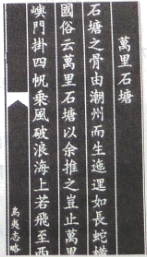 萬里石塘
石塘之骨由潮州而生迤邐如長蛇橫
國俗云萬里石塘以余推之豈止萬里
嶼門掛四帆乘風破浪海上若飛至西
島夷志略